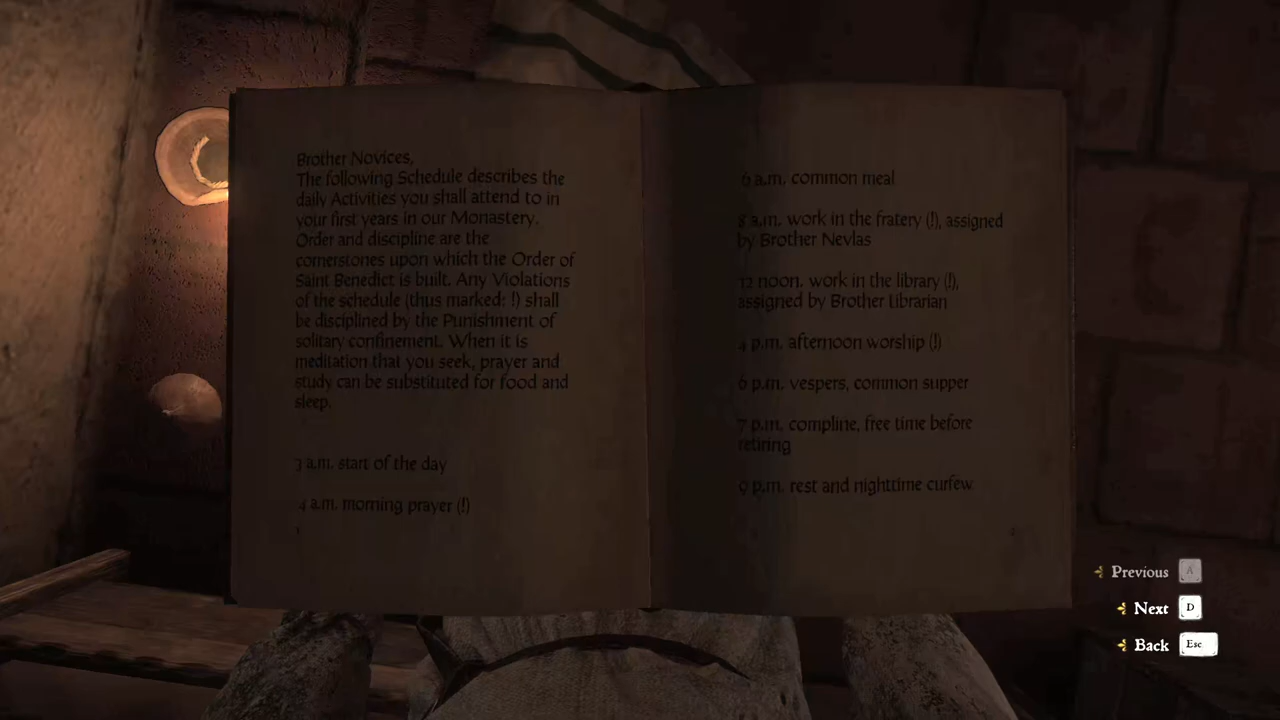 Brother Novices,
The following Schedule describes the
daily Activities you shall attend to in
your first years in our Monastery.
Order and discipline are the
cornerstones upon which the Order of
Saint Benedict is built. Any Violations
of the schedule (thus marked: !) shall
be disciplined by the Punishment of
solitary confinement. When it is
meditation that you seek, prayer and
study can be substituted for food and
sleep.
3 a.m. start of the day
4 a.m. morning prayer (!)
1
6 a.m. common meal
8 a.m. work in the fratery (!), assigned
by Brother Nevlas
12 noon. work in the library (!),
assigned by Brother Librarian
4 p.m. afternoon worship (!)
6 p.m. vespers, common supper
7 p.m. compline, free time before
retiring
9 p.m. rest and nighttime curfew
2
Previous A
Next D
Back Esc